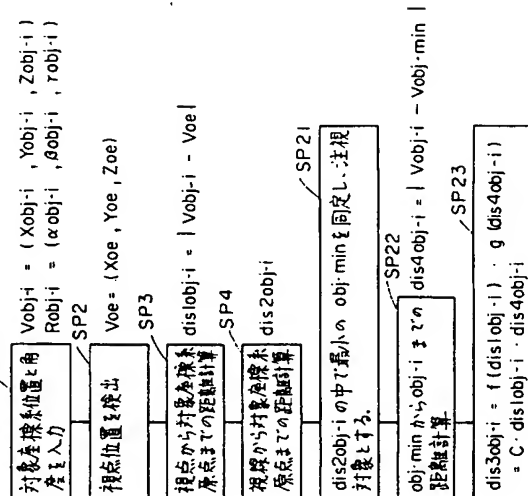 対象座標系位置と角
度を入力
Vobj·i = (Xobj·i , Yobj·i , Zobj·i)
Robj·i = (αobj·i , βobj·i , γobj·i)
SP2
視点位置を検出
Voe = (Xoe , Yoe , Zoe)
SP3
視点から対象座標系
原点までの距離計算
dis1obj·i = | Vobj·i − Voe |
SP4
視線から対象座標系
原点までの距離計算
dis2obj·i
SP21
dis2obj·i の中で最小の obj·min を固定し、注視
対象とする。
SP22
obj·min から obj·i までの
距離計算
dis4obj·i = | Vobj·i − Vobj·min |
SP23
dis3obj·i = f(dis1obj·i) · g (dis4obj·i)
= C · dis1obj·i · dis4obj·i